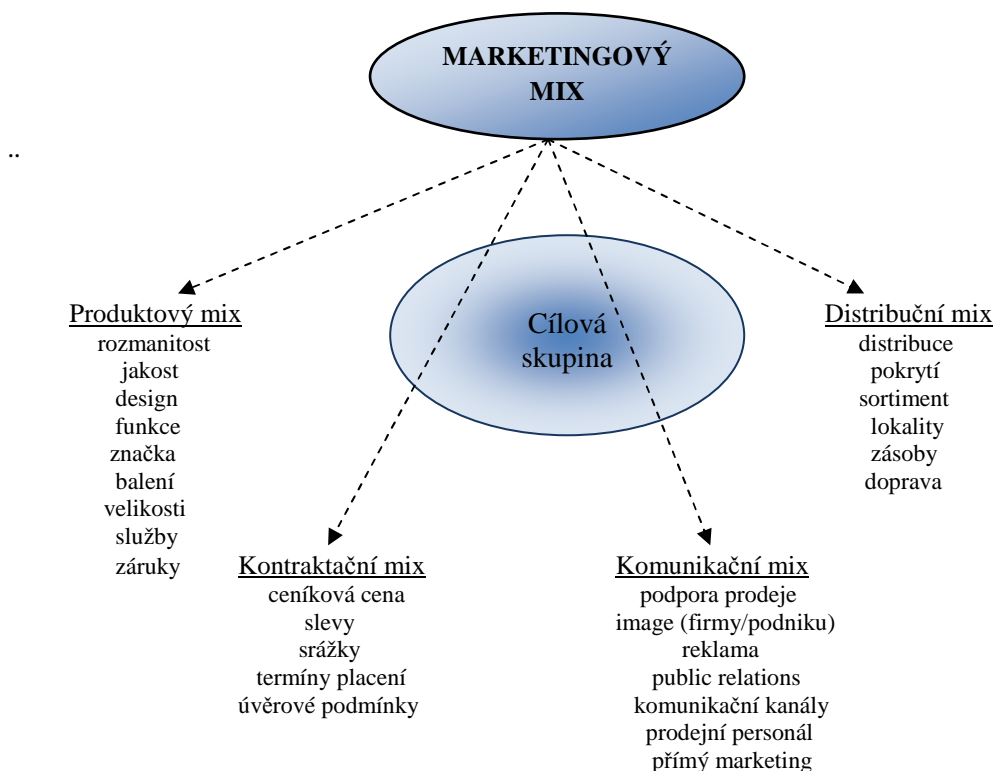 MARKETINGOVÝ
MIX
..
Cílová
skupina
Produktový mix
rozmanitost
jakost
design
funkce
značka
balení
velikosti
služby
záruky
Kontraktační mix
ceníková cena
slevy
srážky
termíny placení
úvěrové podmínky
Komunikační mix
podpora prodeje
image (firmy/podniku)
reklama
public relations
komunikační kanály
prodejní personál
přímý marketing
Distribuční mix
distribuce
pokrytí
sortiment
lokality
zásoby
doprava